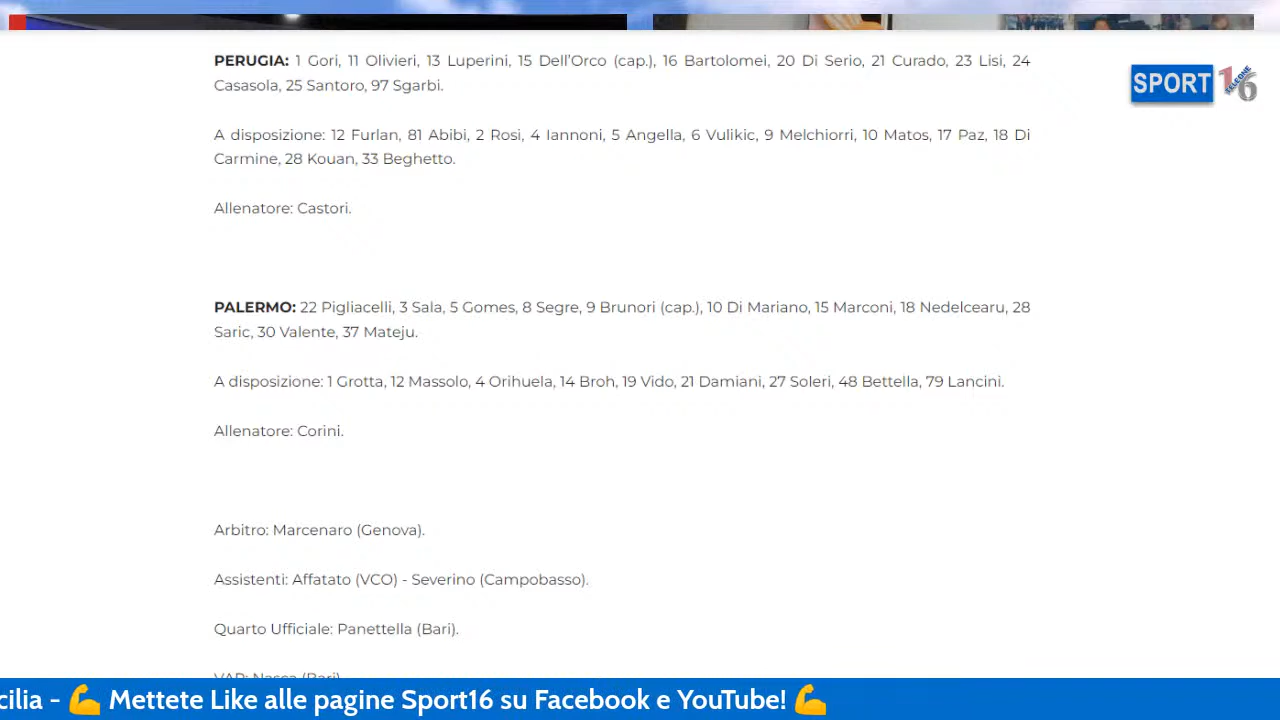 PERUGIA: 1 Gori, 11 Olivieri, 13 Luperini, 15 Dell’Orco (cap.), 16 Bartolomei, 20 Di Serio, 21 Curado, 23 Lisi, 24
Casasola, 25 Santoro, 97 Sgarbi.
SPORT 16
TELEONE
A disposizione: 12 Furlan, 81 Abibi, 2 Rosi, 4 Iannoni, 5 Angella, 6 Vulikic, 9 Melchiorri, 10 Matos, 17 Paz, 18 Di
Carmine, 28 Kouan, 33 Beghetto.
Allenatore: Castori.
PALERMO: 22 Pigliacelli, 3 Sala, 5 Gomes, 8 Segre, 9 Brunori (cap.), 10 Di Mariano, 15 Marconi, 18 Nedelcearu, 28
Saric, 30 Valente, 37 Mateju.
A disposizione: 1 Grotta, 12 Massolo, 4 Orihuela, 14 Broh, 19 Vido, 21 Damiani, 27 Soleri, 48 Bettella, 79 Lancini.
Allenatore: Corini.
Arbitro: Marcenaro (Genova).
Assistenti: Affatato (VCO) - Severino (Campobasso).
Quarto Ufficiale: Panettella (Bari).
VAR: Nasca (Bari)
cilia - 💪 Mettete Like alle pagine Sport16 su Facebook e YouTube! 💪